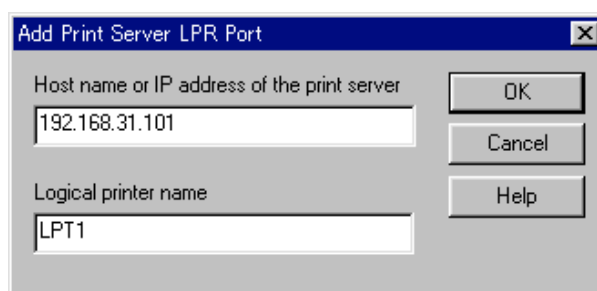 Add Print Server LPR Port
Host name or IP address of the print server
192.168.31.101
Logical printer name
LPT1
OK
Cancel
Help